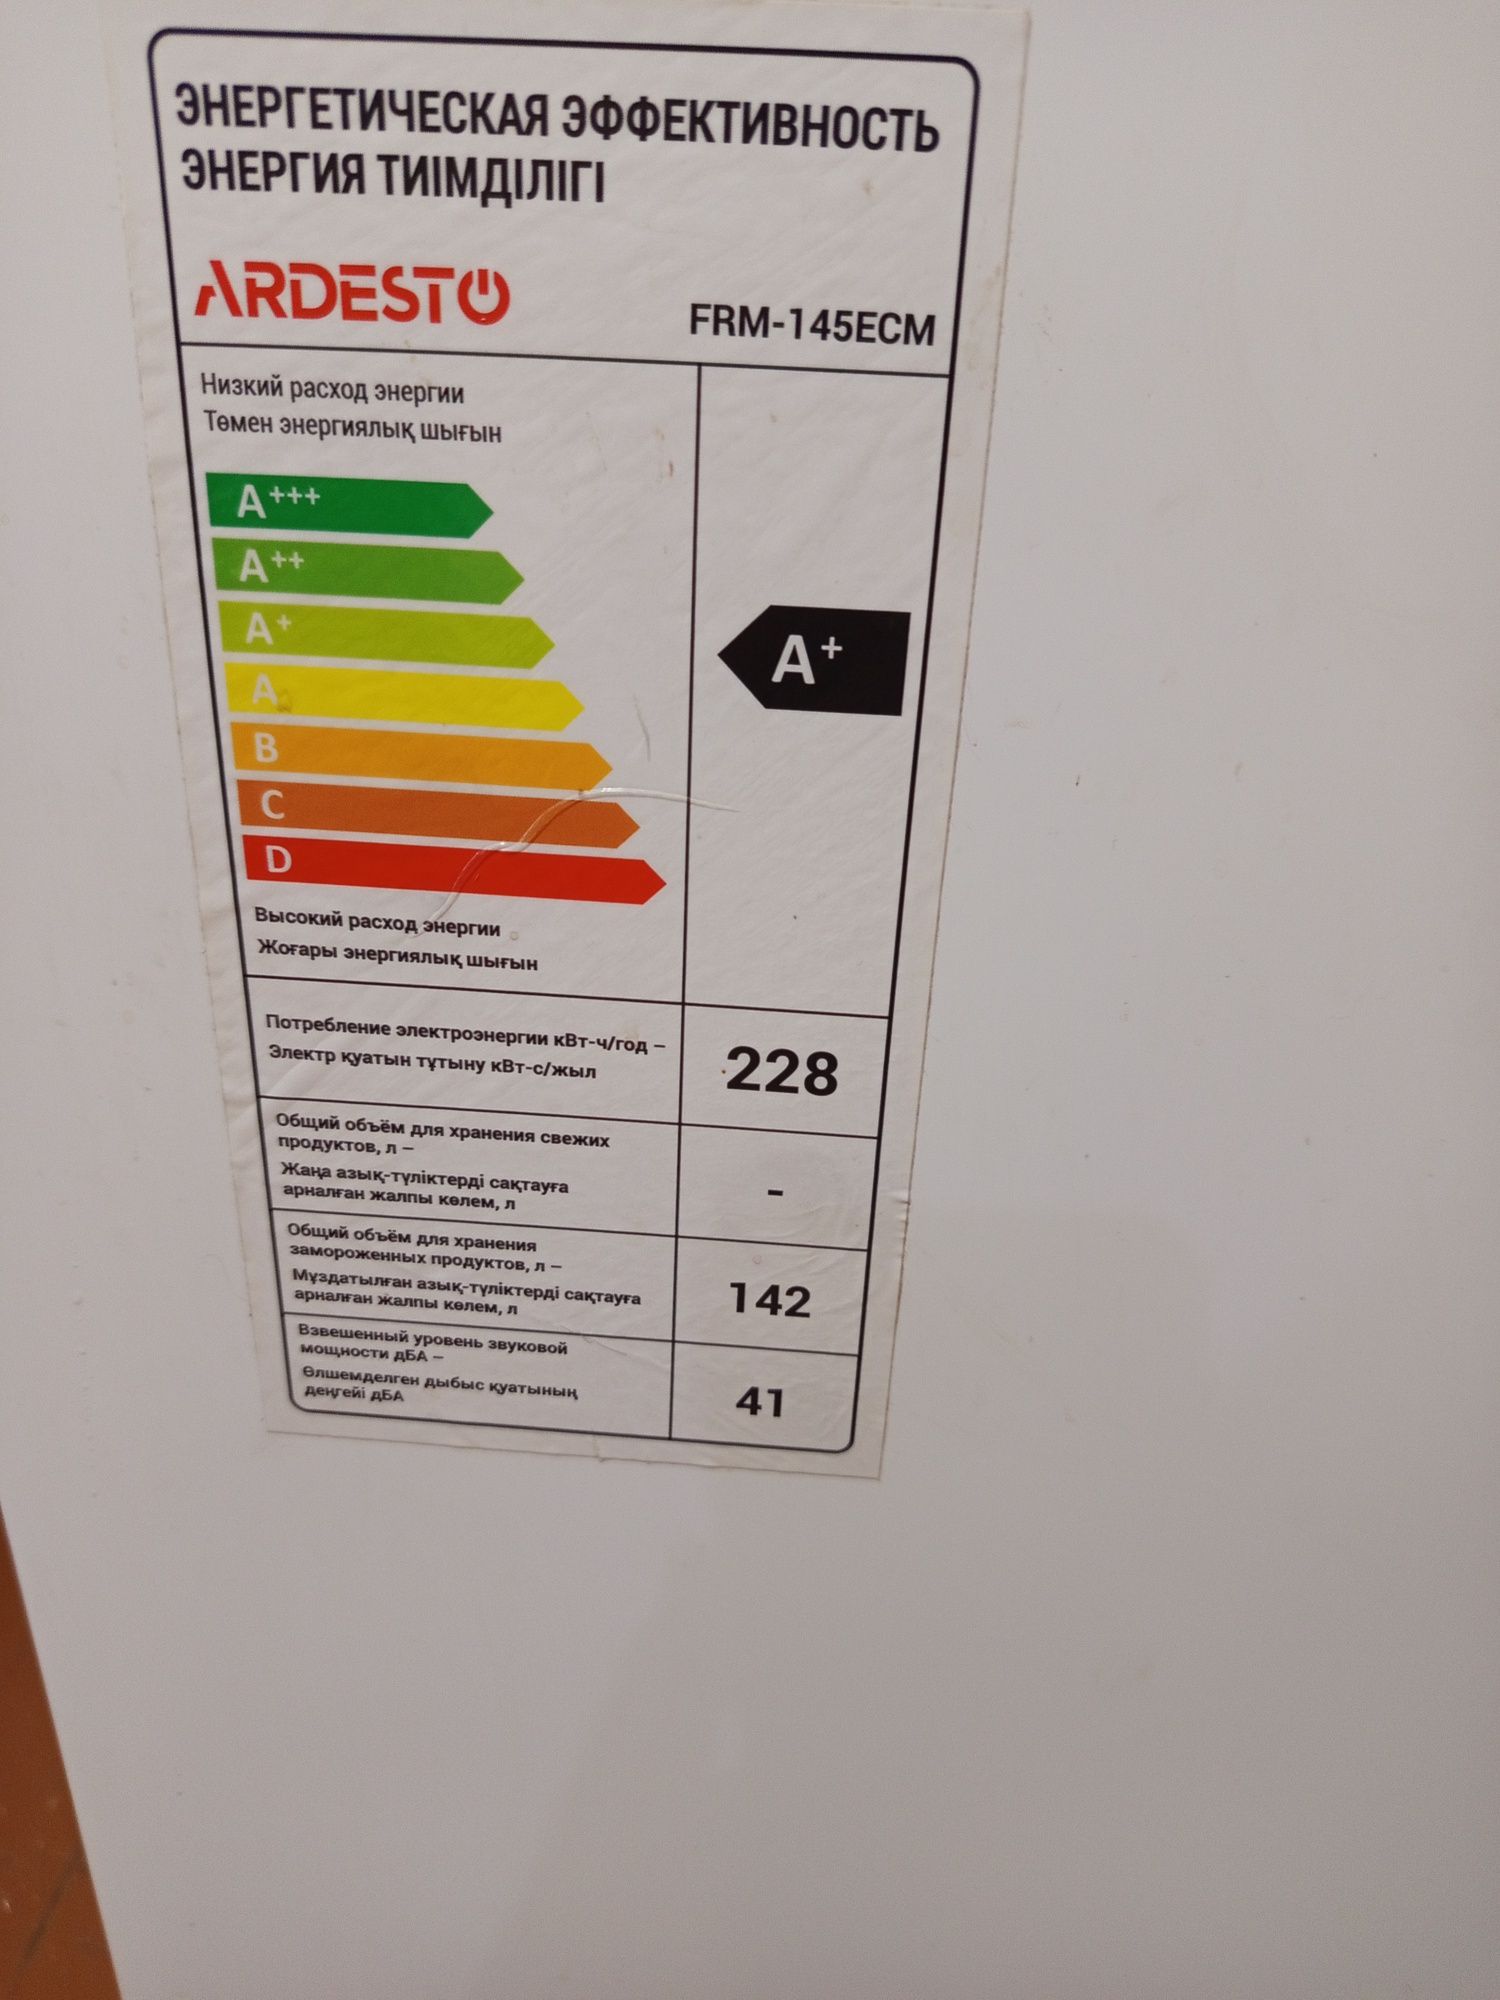 ЭНЕРГЕТИЧЕСКАЯ ЭФФЕКТИВНОСТЬ
ЭНЕРГИЯ ТИІМДІЛІГІ
ARDESTO
FRM-145ECM
Низкий расход энергии
Төмен энергиялық шығын
A+++
A++
A+
A
B
C
D
A+
Высокий расход энергии
Жоғары энергиялық шығын
Потребление электроэнергии кВт-ч/год –
Электр қуатын тұтыну кВт-с/жыл
228
Общий объём для хранения свежих
продуктов, л –
Жаңа азық-түліктерді сақтауға
арналған жалпы көлем, л
-
Общий объём для хранения
замороженных продуктов, л –
Мұздатылған азық-түліктерді сақтауға
арналған жалпы көлем, л
142
Взвешенный уровень звуковой
мощности дБА –
Өлшемделген дыбыс қуатының
деңгейі дБА
41